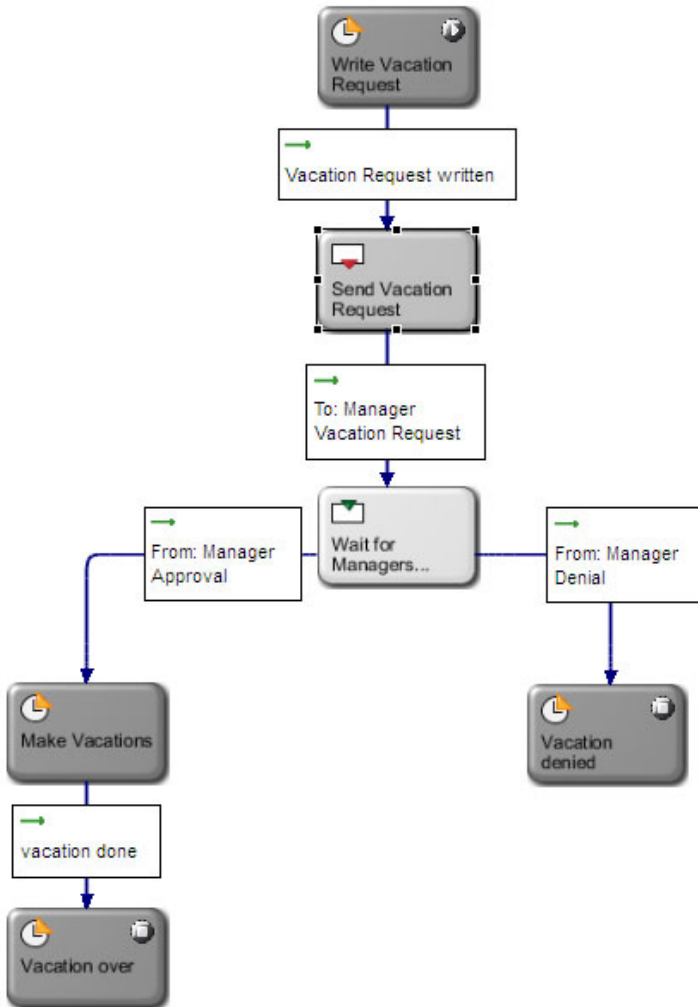 Write Vacation
Request
Vacation Request written
Send Vacation
Request
To: Manager
Vacation Request
Wait for
Managers...
From: Manager
Approval
From: Manager
Denial
Make Vacations
Vacation
denied
vacation done
Vacation over